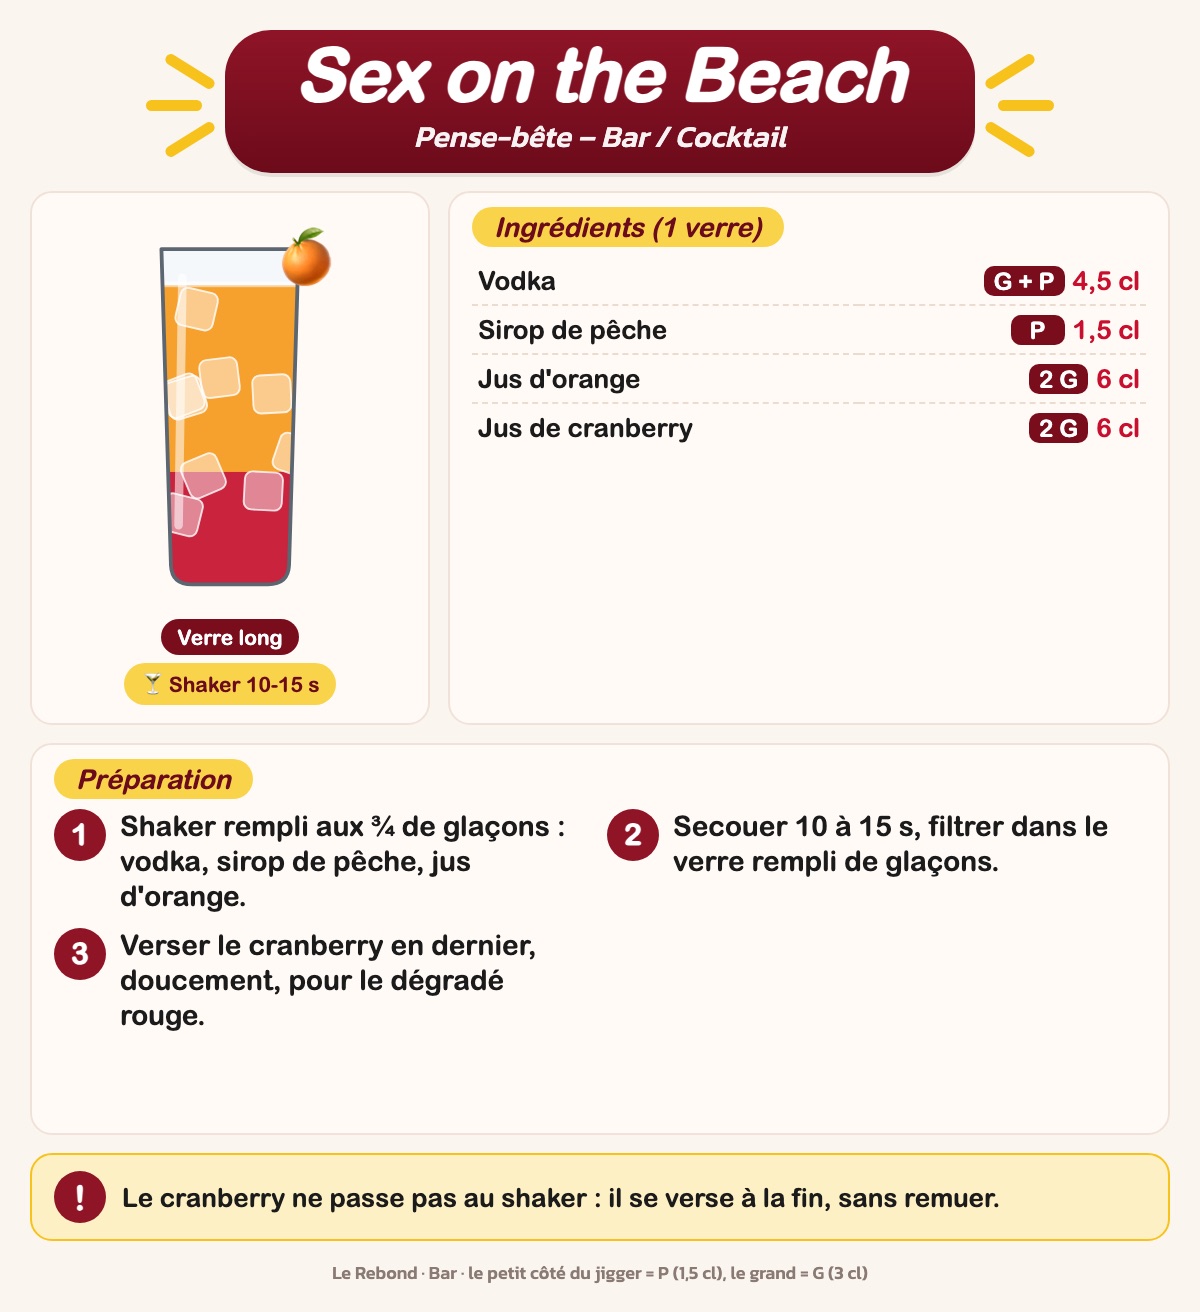 Sex on the Beach
Pense-bête – Bar / Cocktail
Verre long
Shaker 10-15 s
Ingrédients (1 verre)
Vodka G + P 4,5 cl
Sirop de pêche P 1,5 cl
Jus d'orange 2 G 6 cl
Jus de cranberry 2 G 6 cl
Préparation
1 Shaker rempli aux ¾ de glaçons :
vodka, sirop de pêche, jus
d'orange.
2 Secouer 10 à 15 s, filtrer dans le
verre rempli de glaçons.
3 Verser le cranberry en dernier,
doucement, pour le dégradé
rouge.
! Le cranberry ne passe pas au shaker : il se verse à la fin, sans remuer.
Le Rebond · Bar · le petit côté du jigger = P (1,5 cl), le grand = G (3 cl)